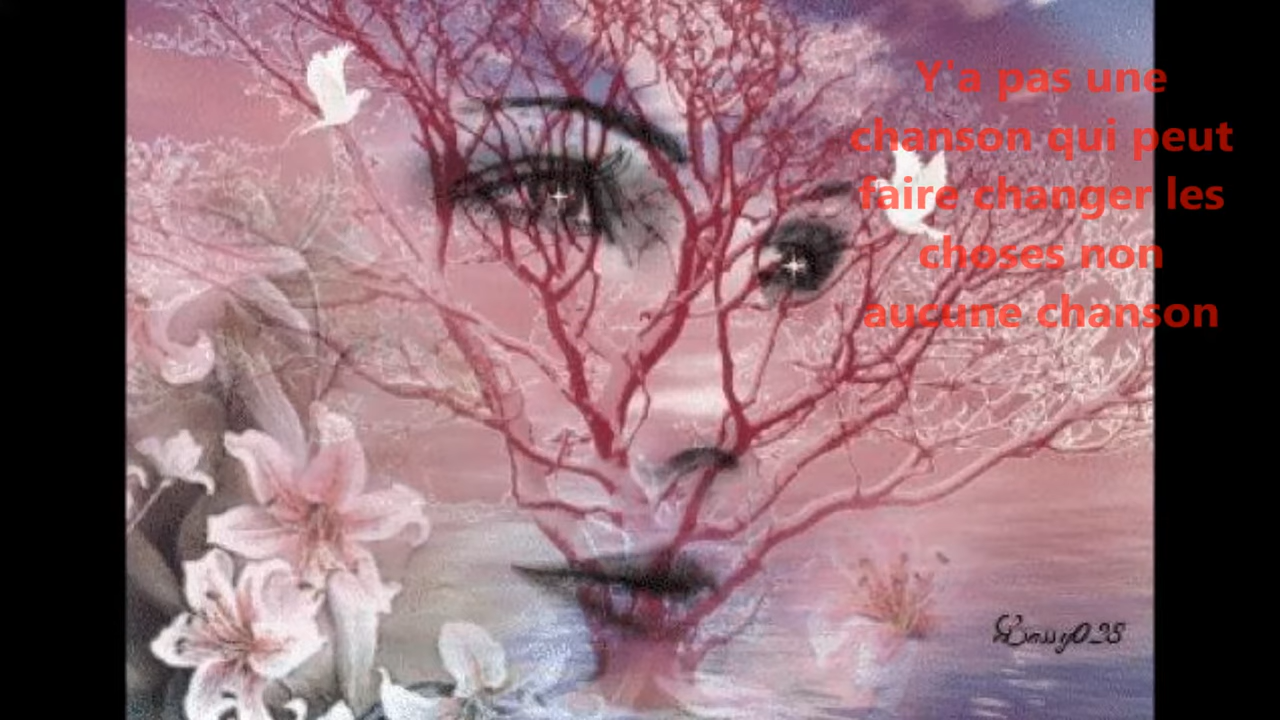 Y'a pas une
chanson qui peut
faire changer les
choses non
aucune chanson